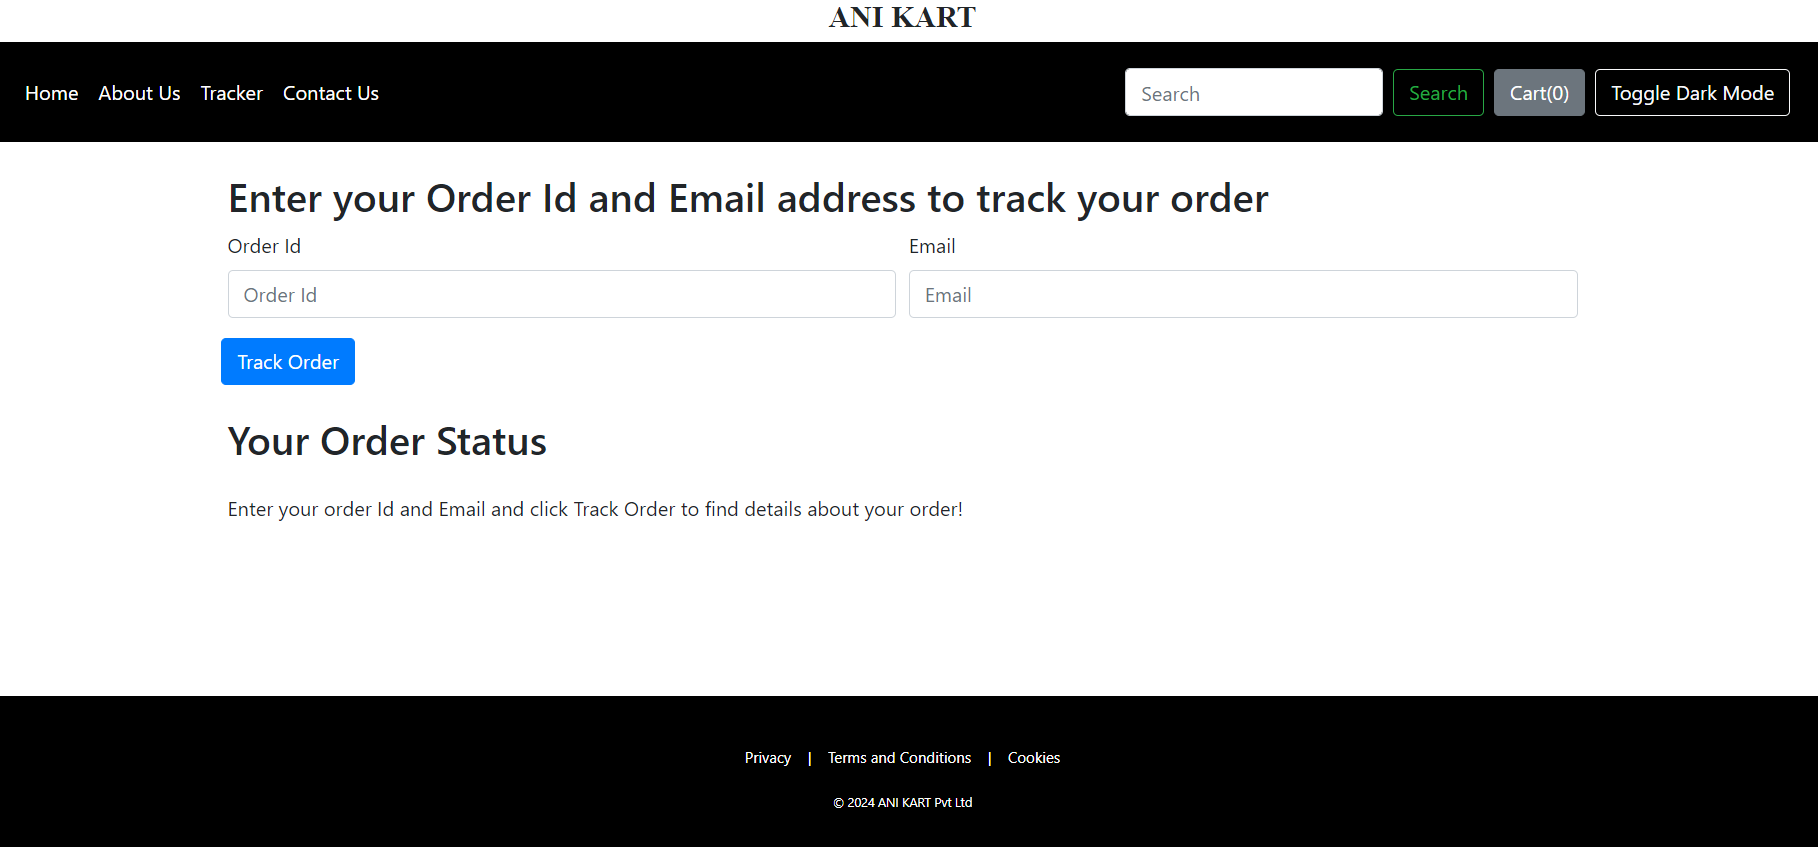 ANI KART
Home About Us Tracker Contact Us Search Search Cart(0) Toggle Dark Mode
Enter your Order Id and Email address to track your order
Order Id Email
Order Id Email
Track Order
Your Order Status
Enter your order Id and Email and click Track Order to find details about your order!
Privacy | Terms and Conditions | Cookies
© 2024 ANI KART Pvt Ltd